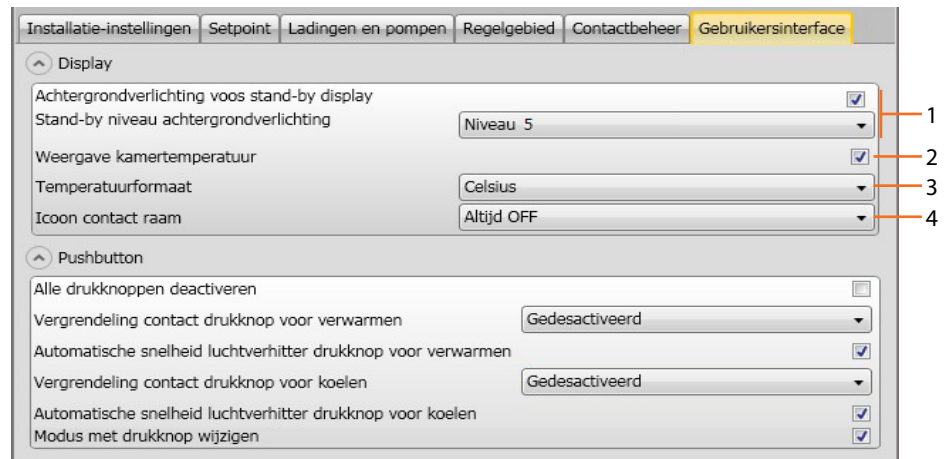 Installatie-instellingen Setpoint Ladingen en pompen Regelgebied Contactbeheer Gebruikersinterface
Display
Achtergrondverlichting voos stand-by display
1
Stand-by niveau achtergrondverlichting Niveau 5
Weergave kamertemperatuur 2
Temperatuurformaat Celsius 3
Icoon contact raam Altijd OFF 4
Pushbutton
Alle drukknoppen deactiveren
Vergrendeling contact drukknop voor verwarmen Gedesactiveerd
Automatische snelheid luchtverhitter drukknop voor verwarmen
Vergrendeling contact drukknop voor koelen Gedesactiveerd
Automatische snelheid luchtverhitter drukknop voor koelen
Modus met drukknop wijzigen